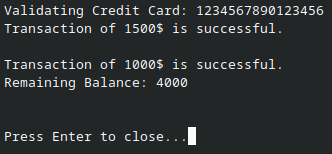 Validating Credit Card: 1234567890123456
Transaction of 1500$ is successful.
Transaction of 1000$ is successful.
Remaining Balance: 4000
Press Enter to close...